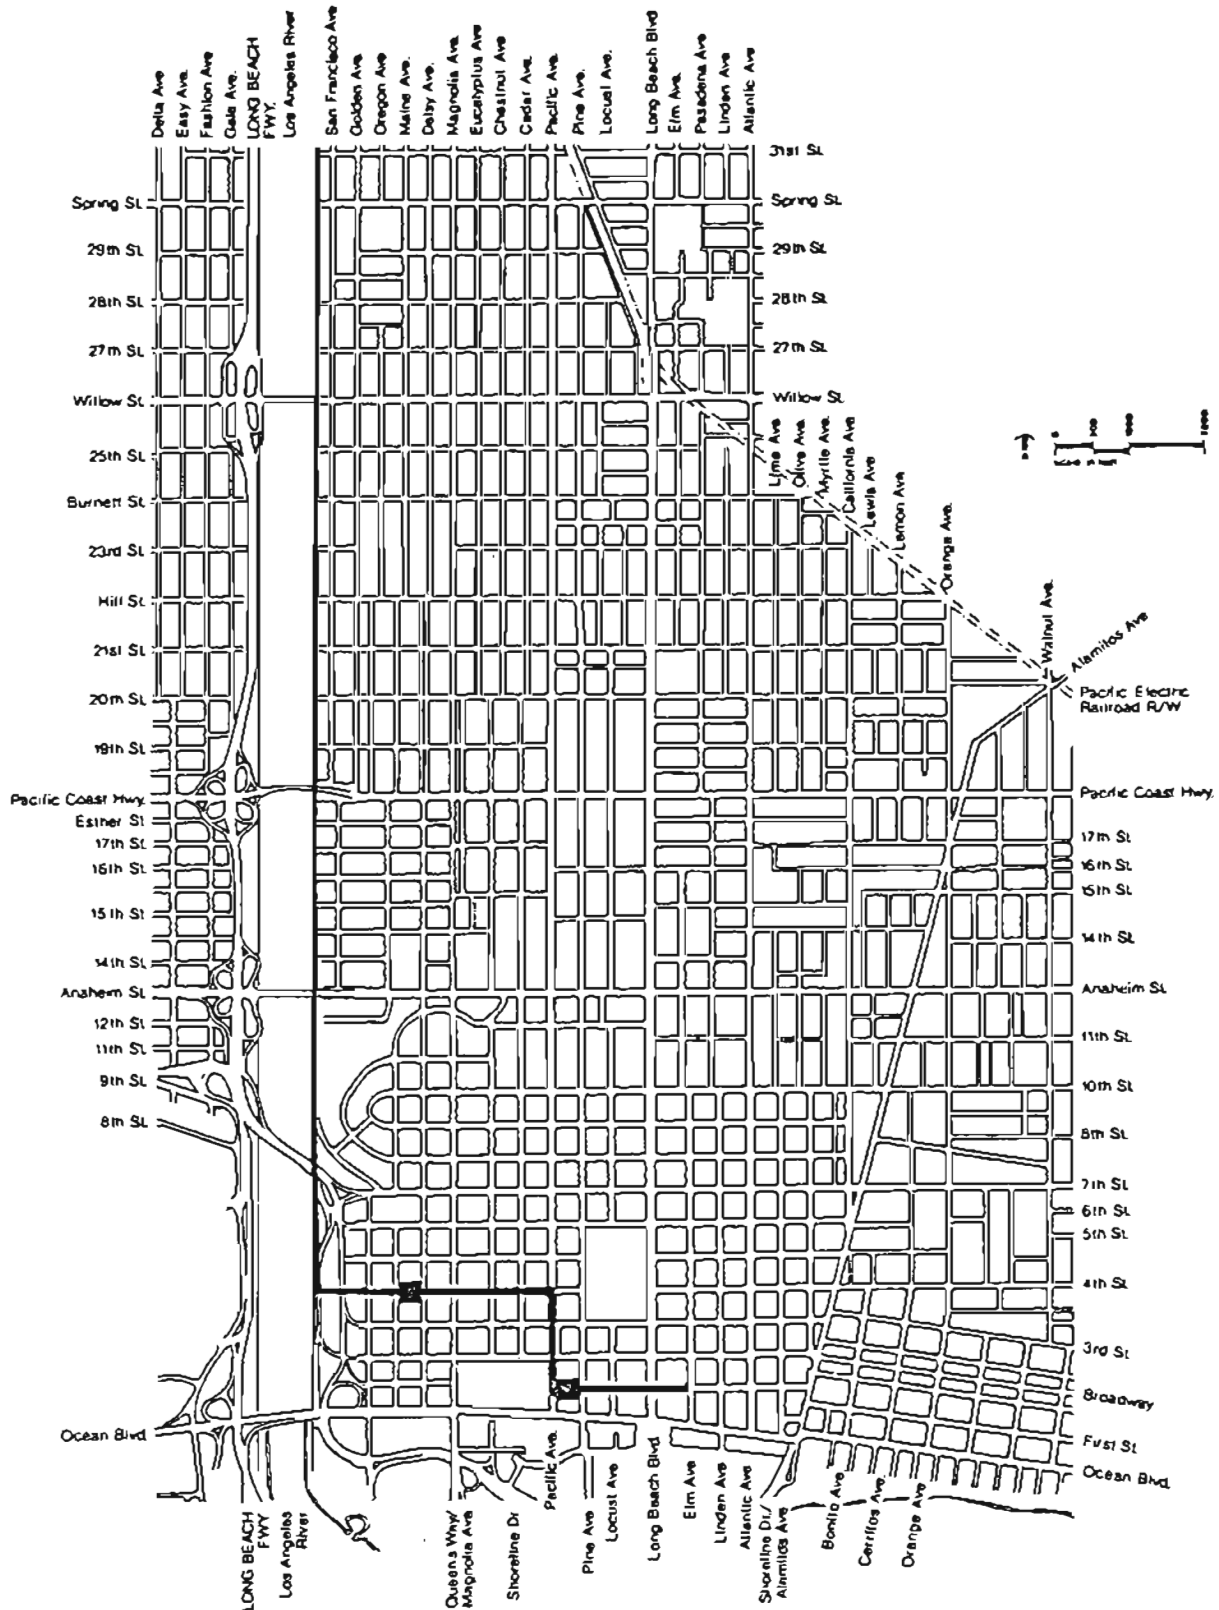 Delta Ave
Easy Ave.
Fashion Ave
Gale Ave.
LONG BEACH
FWY.
Los Angeles River
San Francisco Ave
Golden Ave.
Oregon Ave
Maine Ave.
Daisy Ave.
Magnolia Ave.
Eucalyptus Ave
Chestnut Ave
Cedar Ave.
Pacific Ave.
Pine Ave.
Locust Ave.
Long Beach Blvd
Elm Ave.
Pasadena Ave
Linden Ave
Atlantic Ave
31st St.
Spring St.
Spring St.
29th St.
29th St.
28th St.
28th St.
27th St.
27th St.
Willow St.
Willow St.
25th St.
Burnett St.
23rd St.
Hill St.
21st St.
20th St.
19th St.
Lime Ave
Olive Ave.
Myrtle Ave.
California Ave
Lewis Ave
Lemon Ave
Orange Ave.
Walnut Ave.
Alamitos Ave
Pacific Electric
Railroad R/W
Pacific Coast Hwy.
Pacific Coast Hwy.
Esther St
17th St.
17th St.
16th St.
16th St.
15th St
15th St.
14th St.
14th St.
Anaheim St.
Anaheim St.
12th St.
11th St.
11th St.
9th St.
10th St.
8th St.
8th St.
7th St.
6th St.
5th St.
4th St.
3rd St.
Broadway
First St.
Ocean Blvd.
Ocean Blvd.
LONG BEACH
FWY
Los Angeles
River
Queens Way/
Magnolia Ave
Shoreline Dr
Pacific Ave.
Pine Ave
Locust Ave
Long Beach Blvd.
Elm Ave
Linden Ave
Atlantic Ave
Shoreline Dr./
Alamitos Ave
Bonito Ave
Cerritos Ave.
Orange Ave